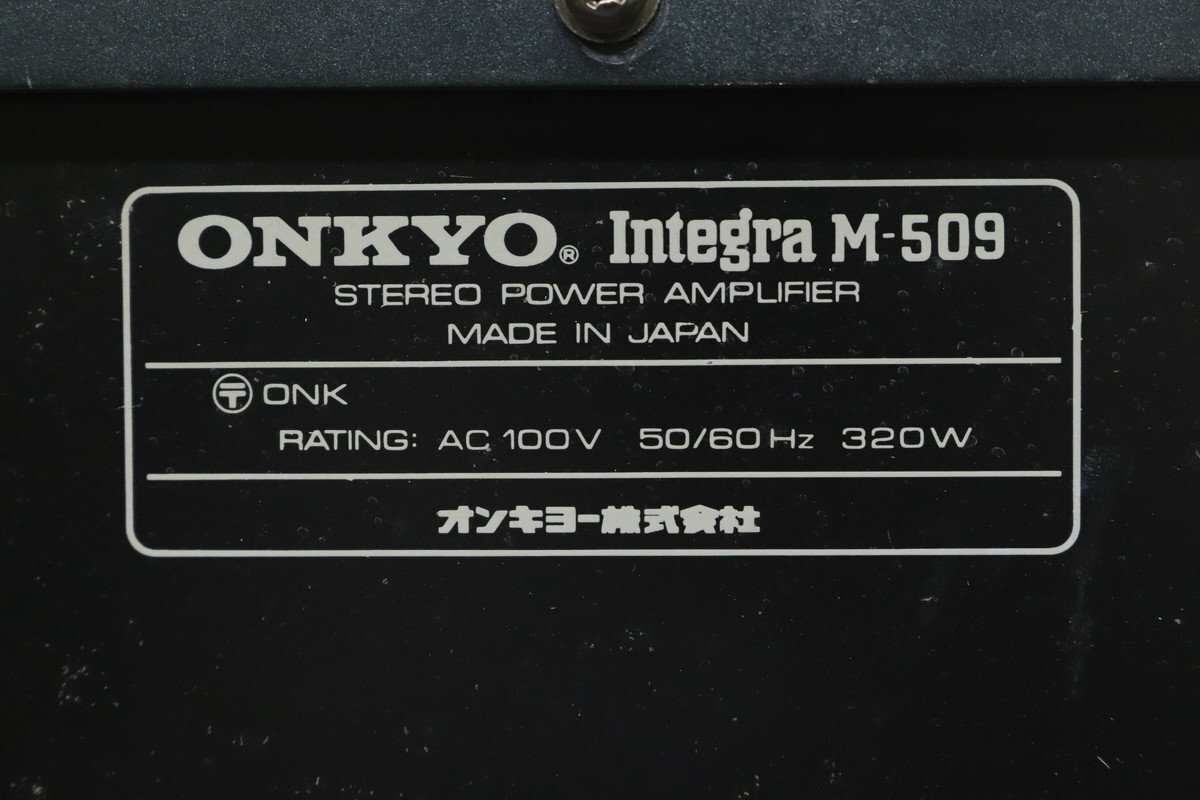 ONKYO® Integra M-509
STEREO POWER AMPLIFIER
MADE IN JAPAN
〶 ONK
RATING: AC 100V 50/60Hz 320W
オンキヨー株式会社